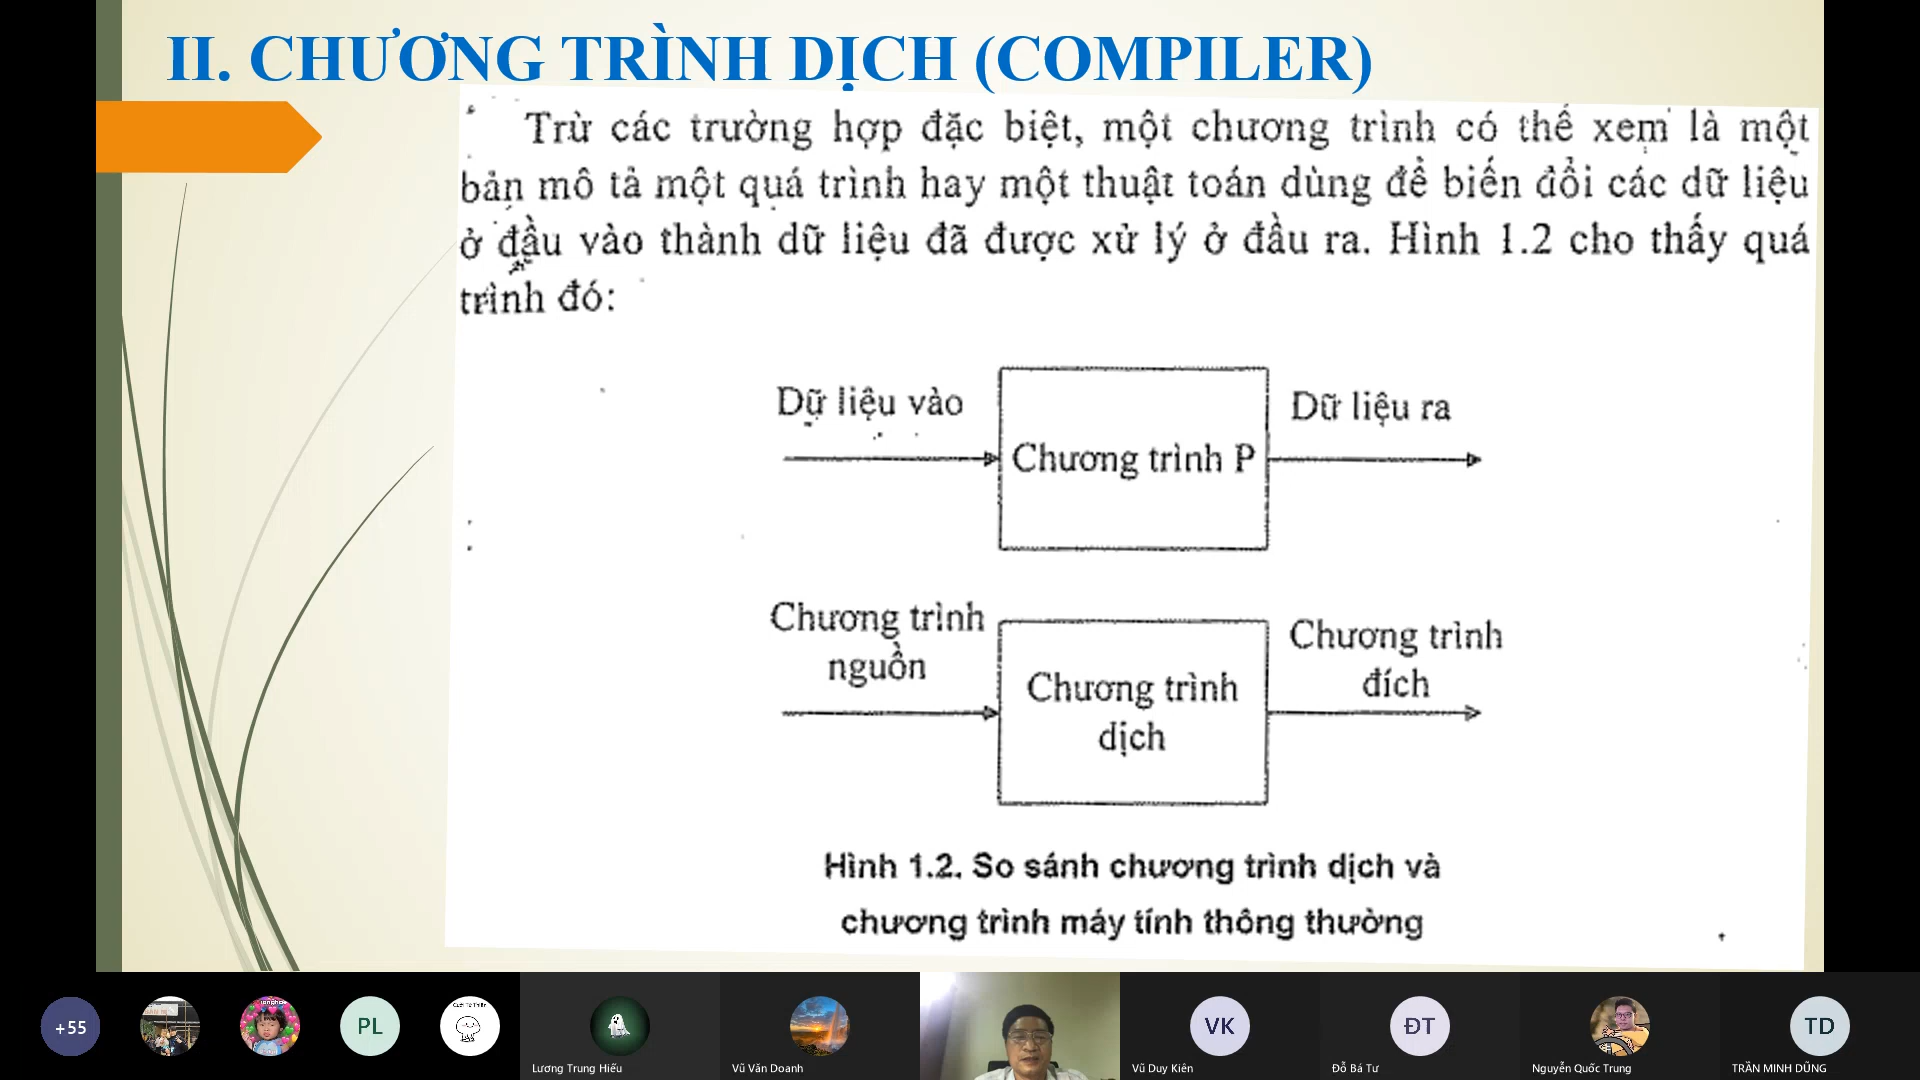 II. CHƯƠNG TRÌNH DỊCH (COMPILER)
Trừ các trường hợp đặc biệt, một chương trình có thể xem là một
bản mô tả một quá trình hay một thuật toán dùng để biến đổi các dữ liệu
ở đầu vào thành dữ liệu đã được xử lý ở đầu ra. Hình 1.2 cho thấy quá
trình đó:
Dữ liệu vào
Chương trình P
Dữ liệu ra
Chương trình
nguồn
Chương trình
dịch
Chương trình
đích
Hình 1.2. So sánh chương trình dịch và
chương trình máy tính thông thường
+55
PL
Lương Trung Hiếu
Vũ Văn Doanh
VK
Vũ Duy Kiên
ĐT
Đỗ Bá Tư
Nguyễn Quốc Trung
TD
TRẦN MINH DŨNG